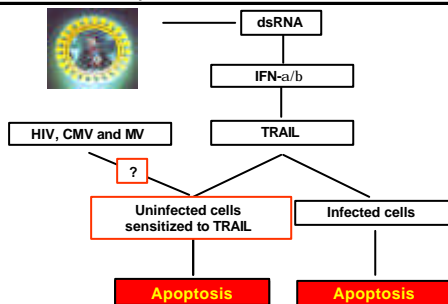 dsRNA
IFN-a/b
HIV, CMV and MV
TRAIL
?
Uninfected cells
sensitized to TRAIL
Infected cells
Apoptosis
Apoptosis